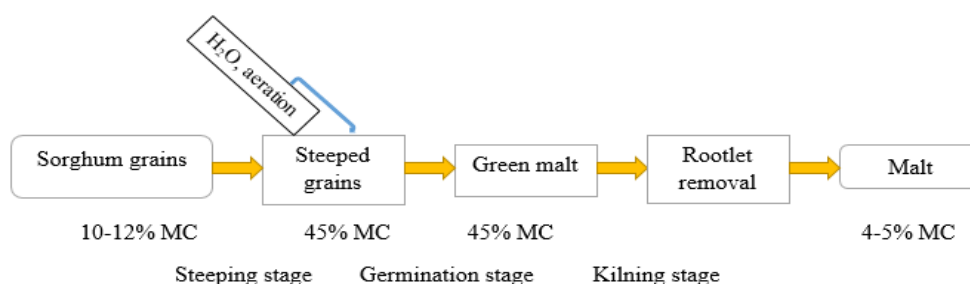 H₂O, aeration
Sorghum grains
Steeped
grains
Green malt
Rootlet
removal
Malt
10-12% MC
45% MC
45% MC
4-5% MC
Steeping stage
Germination stage
Kilning stage